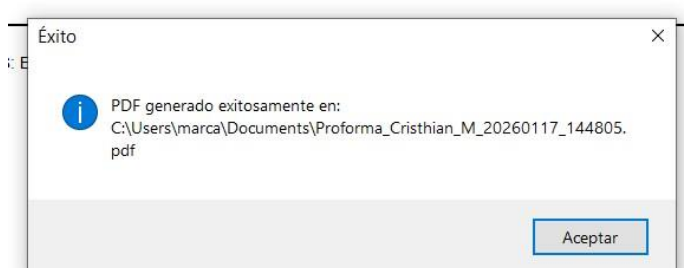 Éxito
s: E
PDF generado exitosamente en:
C:\Users\marca\Documents\Proforma_Cristhian_M_20260117_144805.
pdf
Aceptar